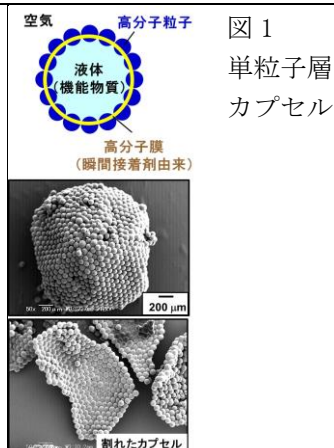 空気
高分子粒子
液体
(機能物質)
高分子膜
(瞬間接着剤由来)
200 μm
割れたカプセル
図 1
単粒子層
カプセル